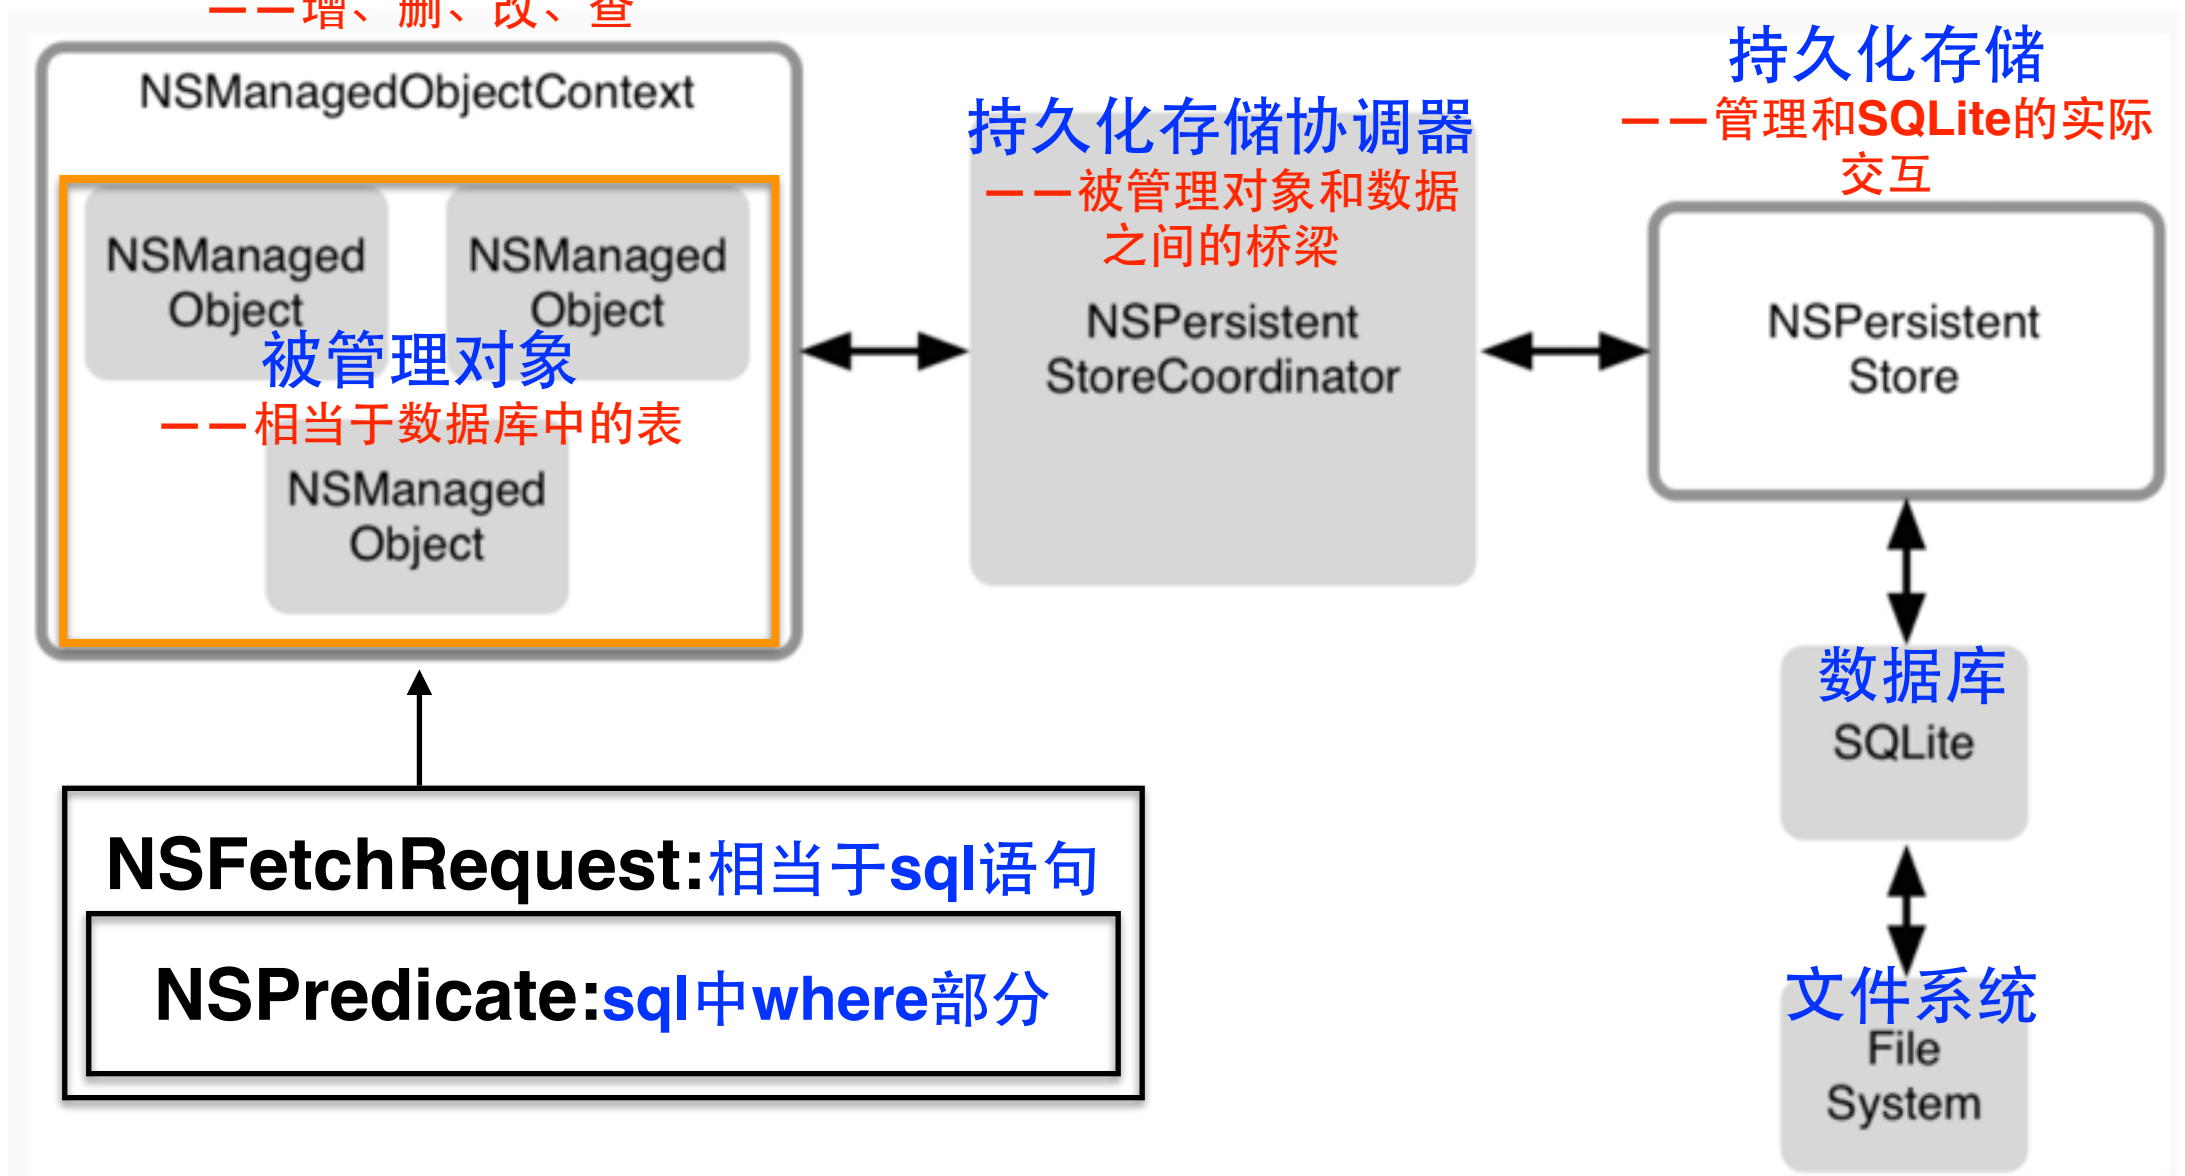 ——增、删、改、查
NSManagedObjectContext
NSManaged
Object
NSManaged
Object
被管理对象
——相当于数据库中的表
NSManaged
Object
持久化存储协调器
——被管理对象和数据
之间的桥梁
NSPersistent
StoreCoordinator
持久化存储
——管理和SQLite的实际
交互
NSPersistent
Store
数据库
SQLite
文件系统
File
System
NSFetchRequest:相当于sql语句
NSPredicate:sql中where部分